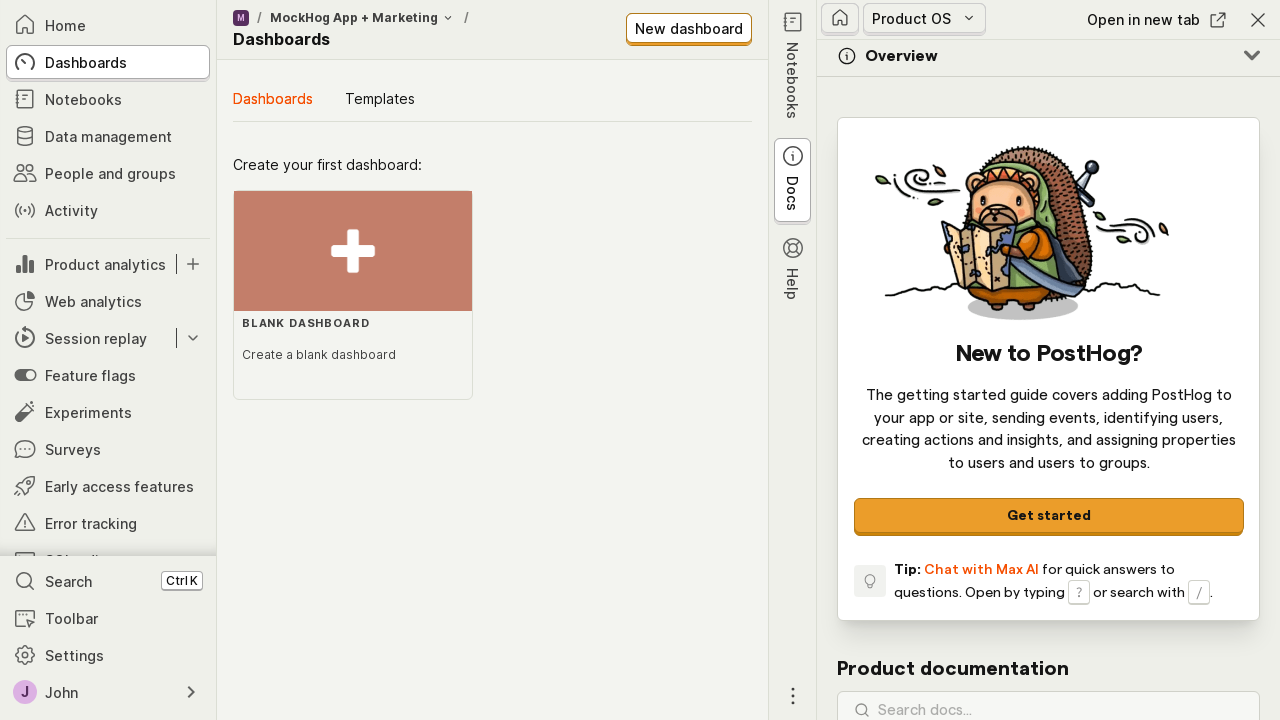 Home
Dashboards
Notebooks
Data management
People and groups
Activity
Product analytics
Web analytics
Session replay
Feature flags
Experiments
Surveys
Early access features
Error tracking
Search
Ctrl K
Toolbar
Settings
J
John
M / MockHog App + Marketing /
Dashboards
New dashboard
Dashboards
Templates
Create your first dashboard:
BLANK DASHBOARD
Create a blank dashboard
Notebooks
Docs
Help
Product OS
Open in new tab
Overview
New to PostHog?
The getting started guide covers adding PostHog to
your app or site, sending events, identifying users,
creating actions and insights, and assigning properties
to users and users to groups.
Get started
Tip: Chat with Max AI for quick answers to
questions. Open by typing ? or search with / .
Product documentation
Search docs...